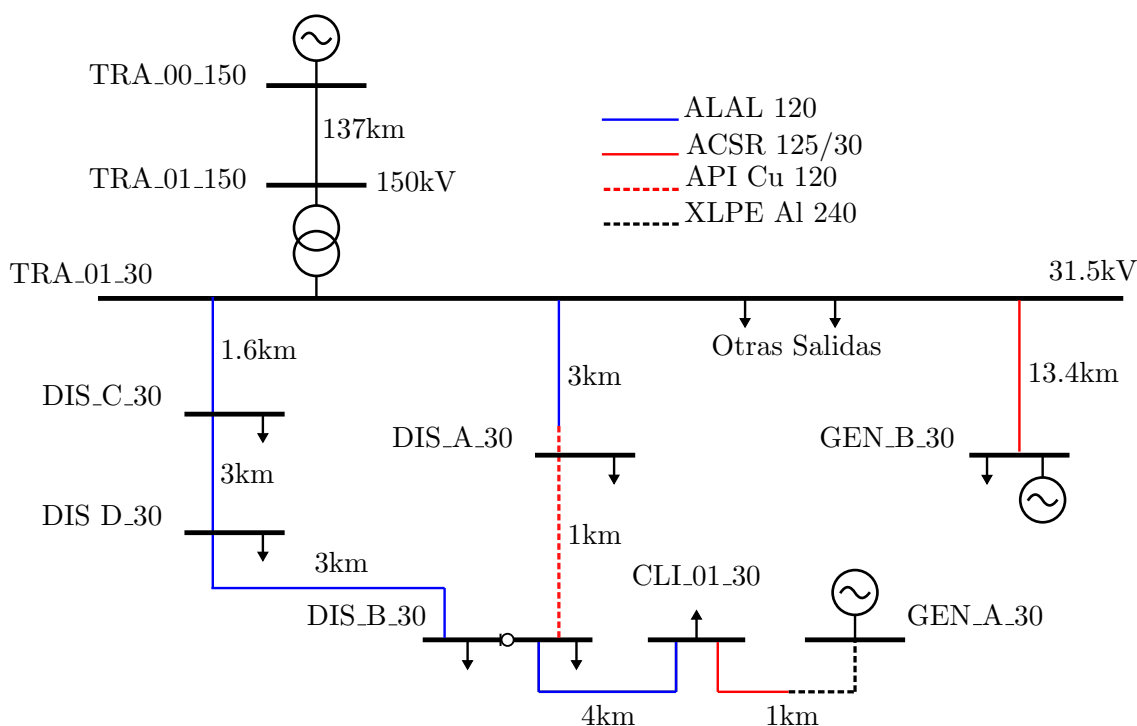 TRA_00_150
137km
TRA_01_150
150kV
ALAL 120
ACSR 125/30
API Cu 120
XLPE Al 240
TRA_01_30
31.5kV
1.6km
3km
Otras Salidas
13.4km
DIS_C_30
DIS_A_30
GEN_B_30
3km
DIS D_30
1km
3km
CLI_01_30
DIS_B_30
GEN_A_30
4km
1km